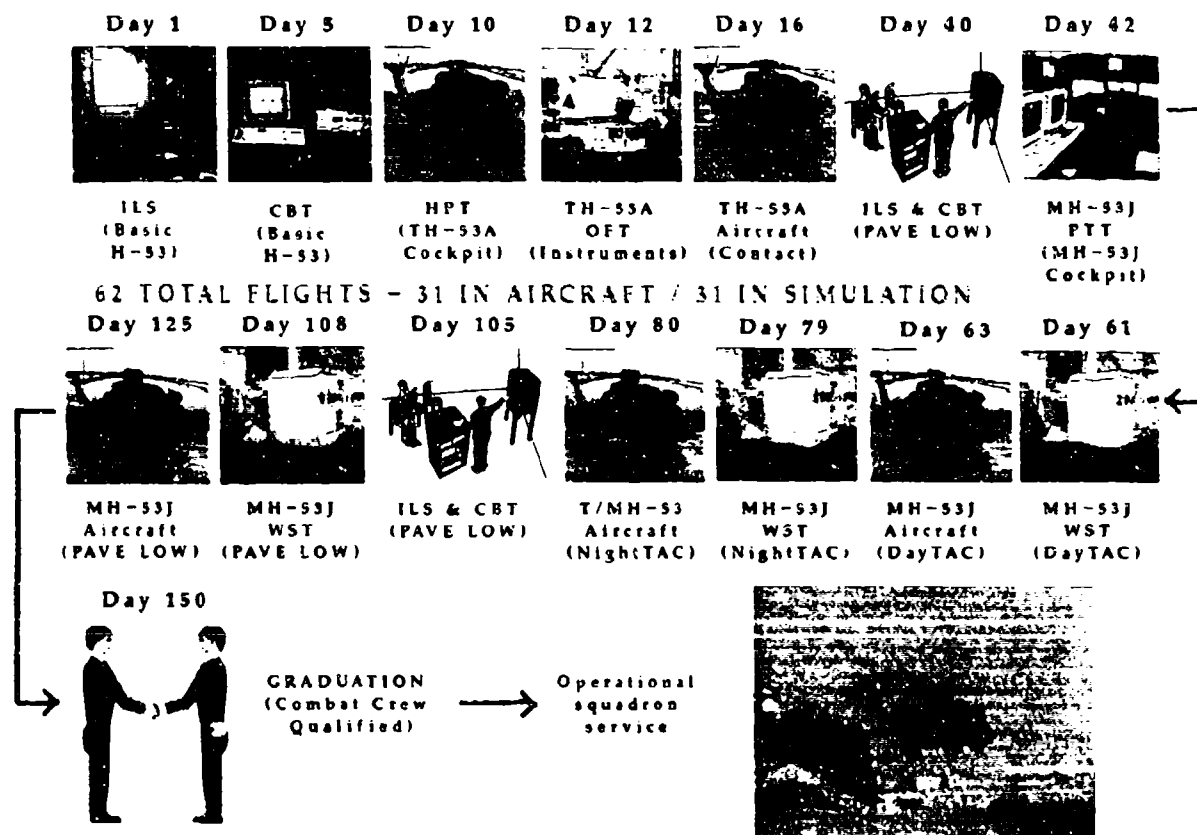 Day 1 Day 5 Day 10 Day 12 Day 16 Day 40 Day 42
ILS CBT HPT TH-53A TH-53A ILS & CBT MH-53J
(Basic (Basic (TH-53A OFT Aircraft (PAVE LOW) PTT
H-53) H-53) Cockpit) (Instruments) (Contact) (MH-53J
Cockpit)
62 TOTAL FLIGHTS - 31 IN AIRCRAFT / 31 IN SIMULATION
Day 125 Day 108 Day 105 Day 80 Day 79 Day 63 Day 61
MH-53J MH-53J ILS & CBT T/MH-53 MH-53J MH-53J MH-53J
Aircraft WST (PAVE LOW) Aircraft WST Aircraft WST
(PAVE LOW) (PAVE LOW) (NightTAC) (NightTAC) (DayTAC) (DayTAC)
Day 150
GRADUATION Operational
(Combat Crew squadron
Qualified) service